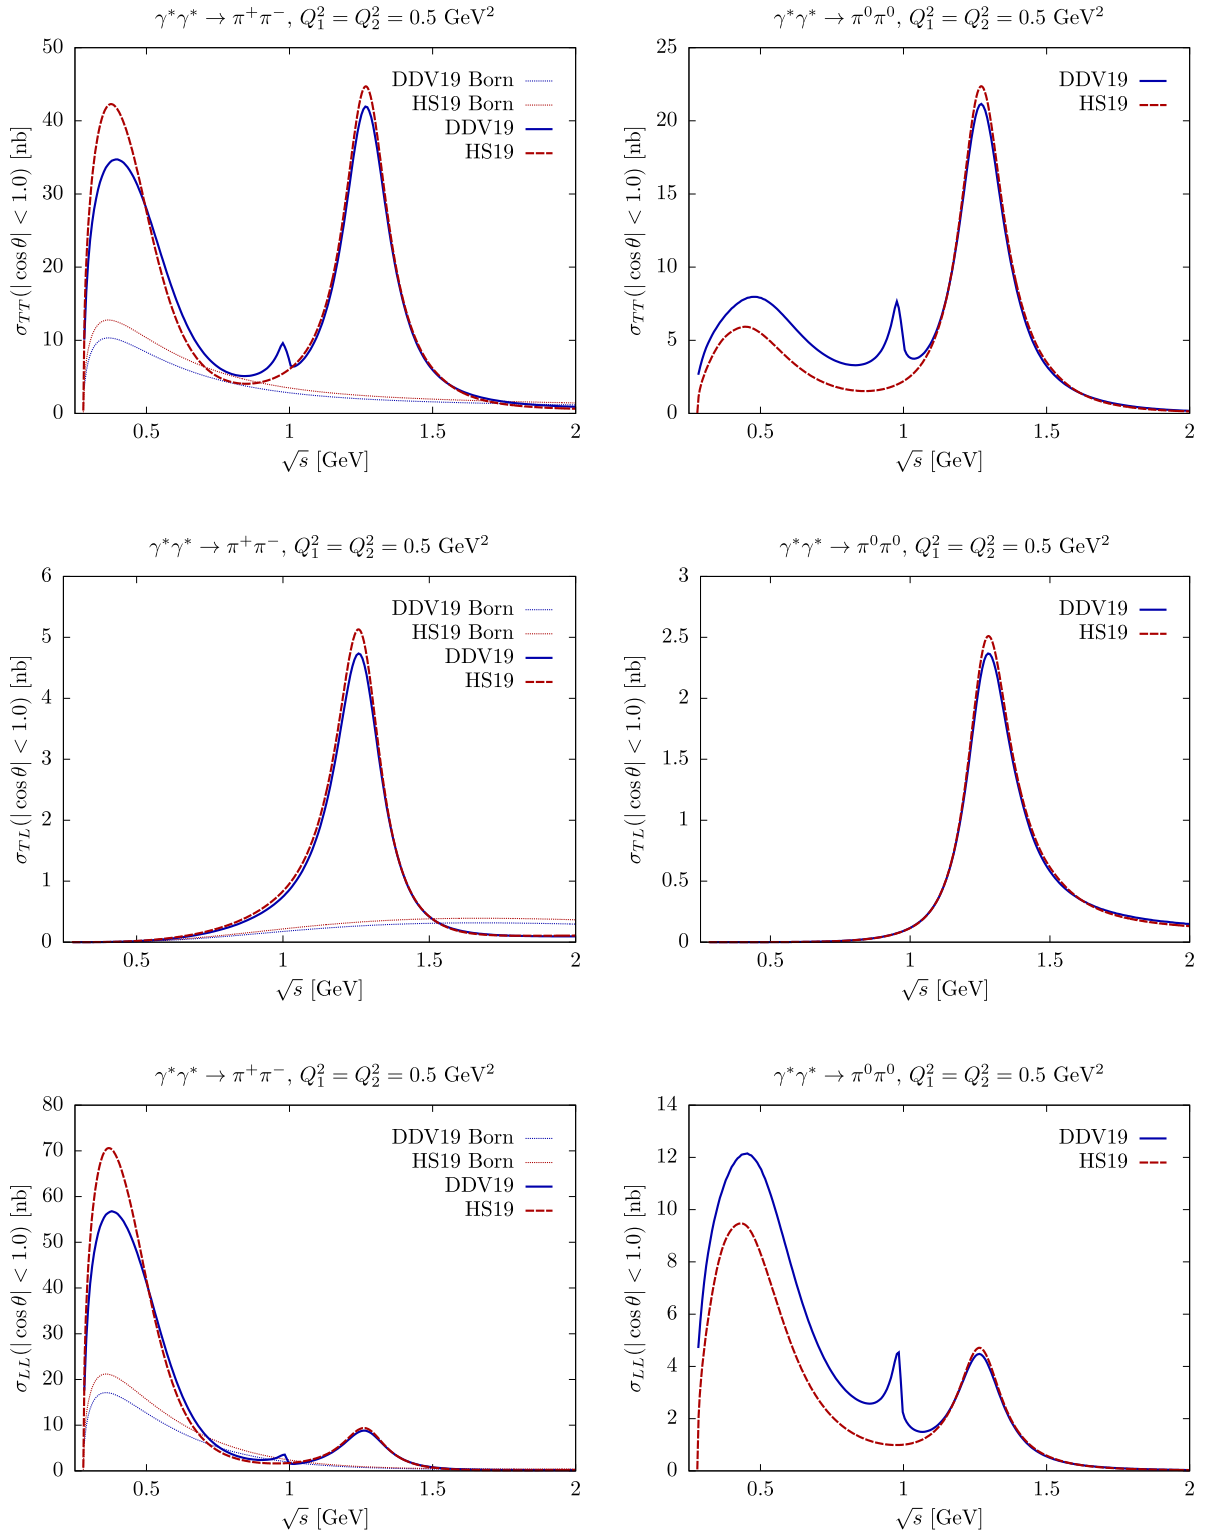 γ*γ* → π⁺π⁻, Q₁² = Q₂² = 0.5 GeV²
σ_TT(| cos θ| < 1.0) [nb]
50
40
30
20
10
0
DDV19 Born
HS19 Born
DDV19
HS19
0.5 1 1.5 2
√s [GeV]
γ*γ* → π⁰π⁰, Q₁² = Q₂² = 0.5 GeV²
σ_TT(| cos θ| < 1.0) [nb]
25
20
15
10
5
0
DDV19
HS19
0.5 1 1.5 2
√s [GeV]
γ*γ* → π⁺π⁻, Q₁² = Q₂² = 0.5 GeV²
σ_TL(| cos θ| < 1.0) [nb]
6
5
4
3
2
1
0
DDV19 Born
HS19 Born
DDV19
HS19
0.5 1 1.5 2
√s [GeV]
γ*γ* → π⁰π⁰, Q₁² = Q₂² = 0.5 GeV²
σ_TL(| cos θ| < 1.0) [nb]
3
2.5
2
1.5
1
0.5
0
DDV19
HS19
0.5 1 1.5 2
√s [GeV]
γ*γ* → π⁺π⁻, Q₁² = Q₂² = 0.5 GeV²
σ_LL(| cos θ| < 1.0) [nb]
80
70
60
50
40
30
20
10
0
DDV19 Born
HS19 Born
DDV19
HS19
0.5 1 1.5 2
√s [GeV]
γ*γ* → π⁰π⁰, Q₁² = Q₂² = 0.5 GeV²
σ_LL(| cos θ| < 1.0) [nb]
14
12
10
8
6
4
2
0
DDV19
HS19
0.5 1 1.5 2
√s [GeV]